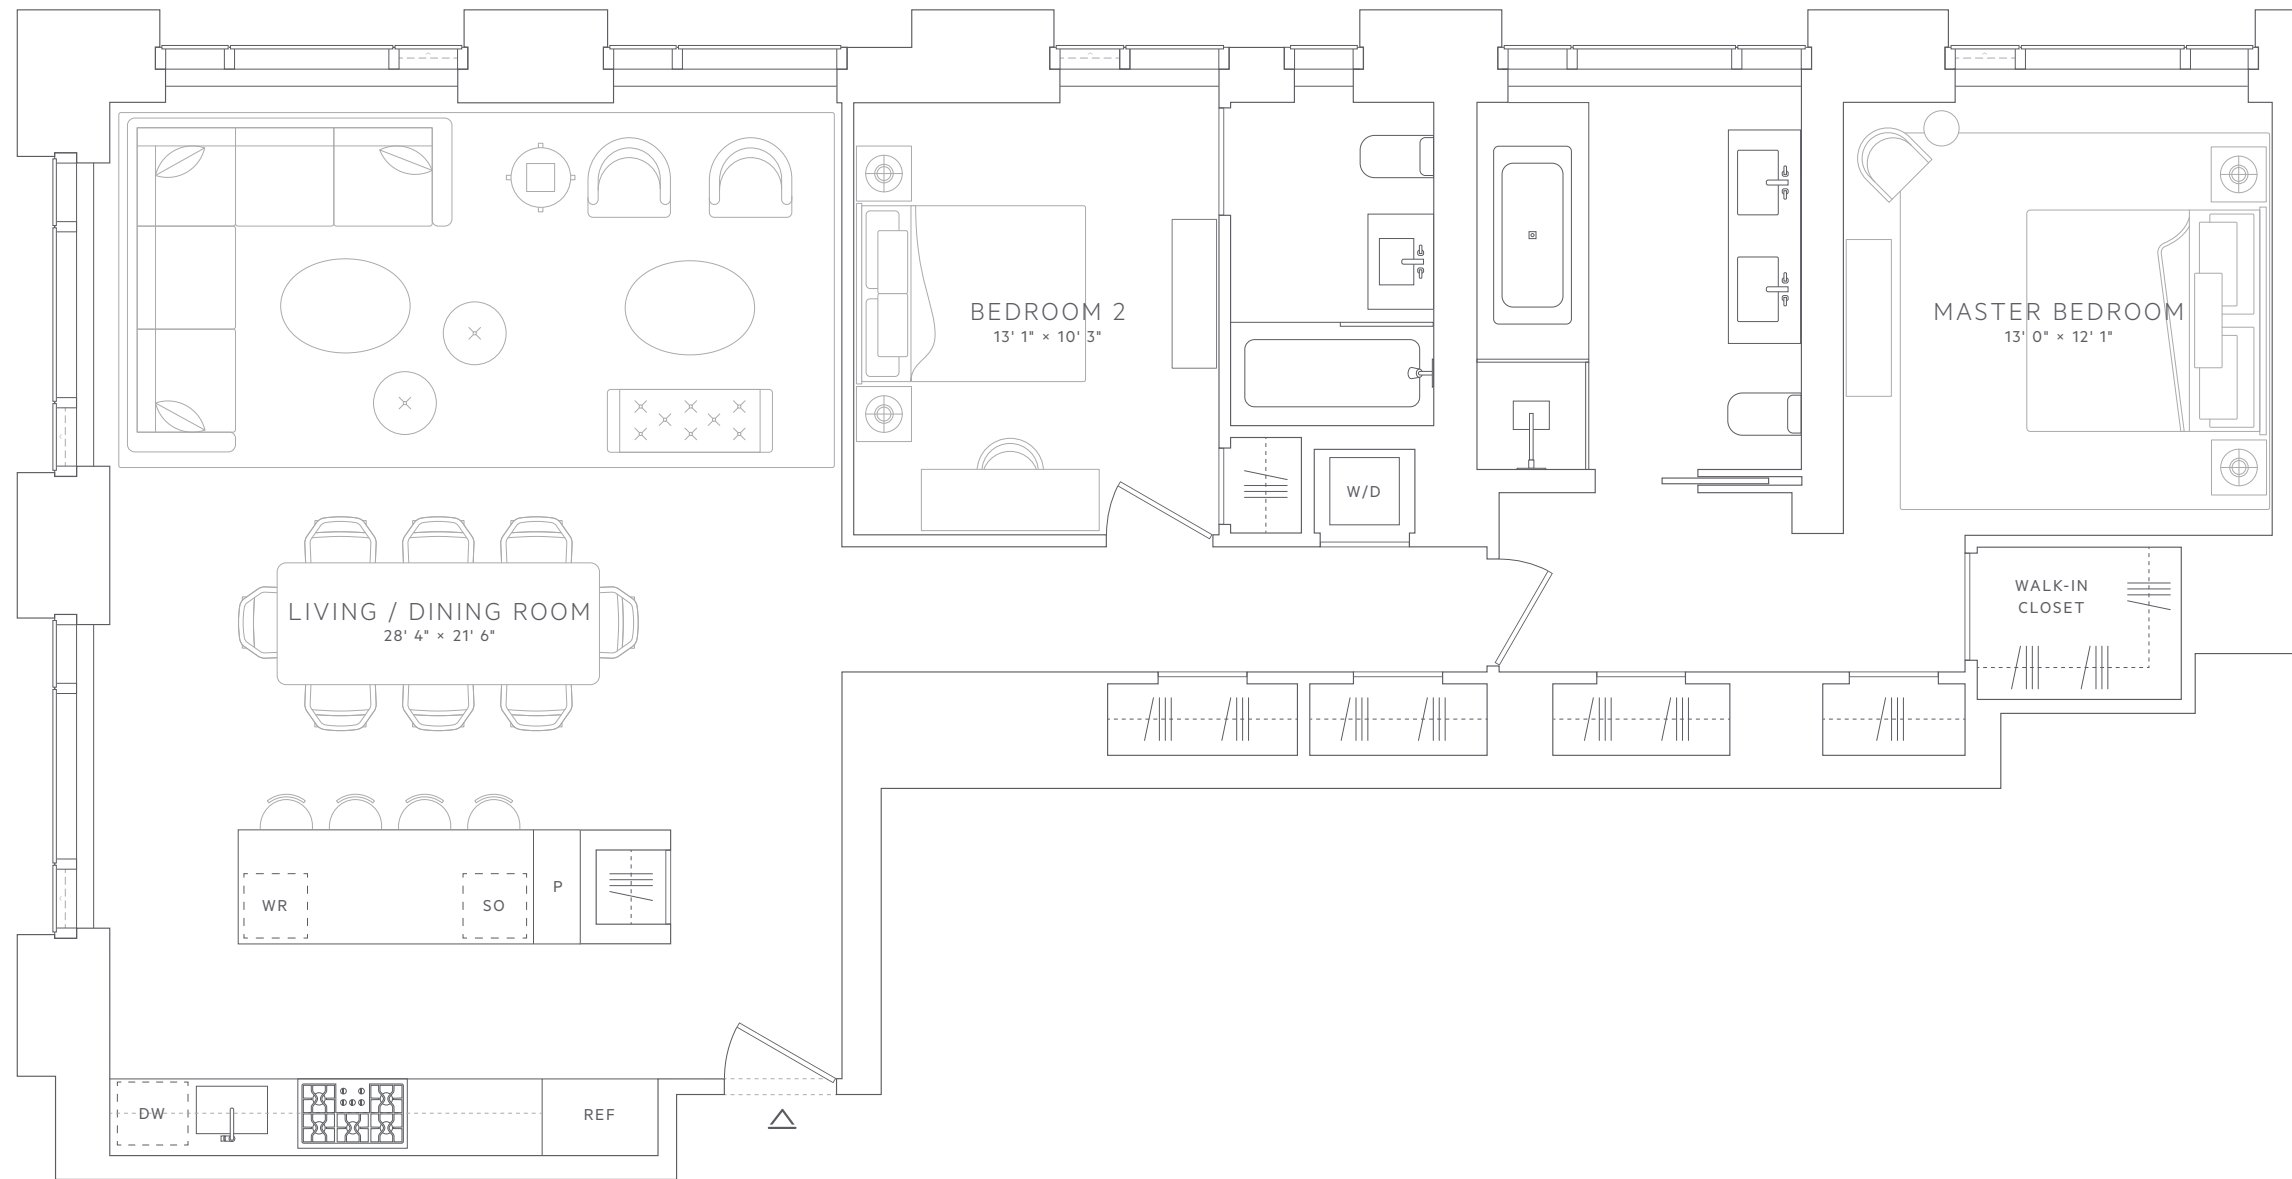 BEDROOM 2
13' 1" × 10' 3"
MASTER BEDROOM
13' 0" × 12' 1"
W/D
WALK-IN
CLOSET
LIVING / DINING ROOM
28' 4" × 21' 6"
P
WR
SO
DW
REF